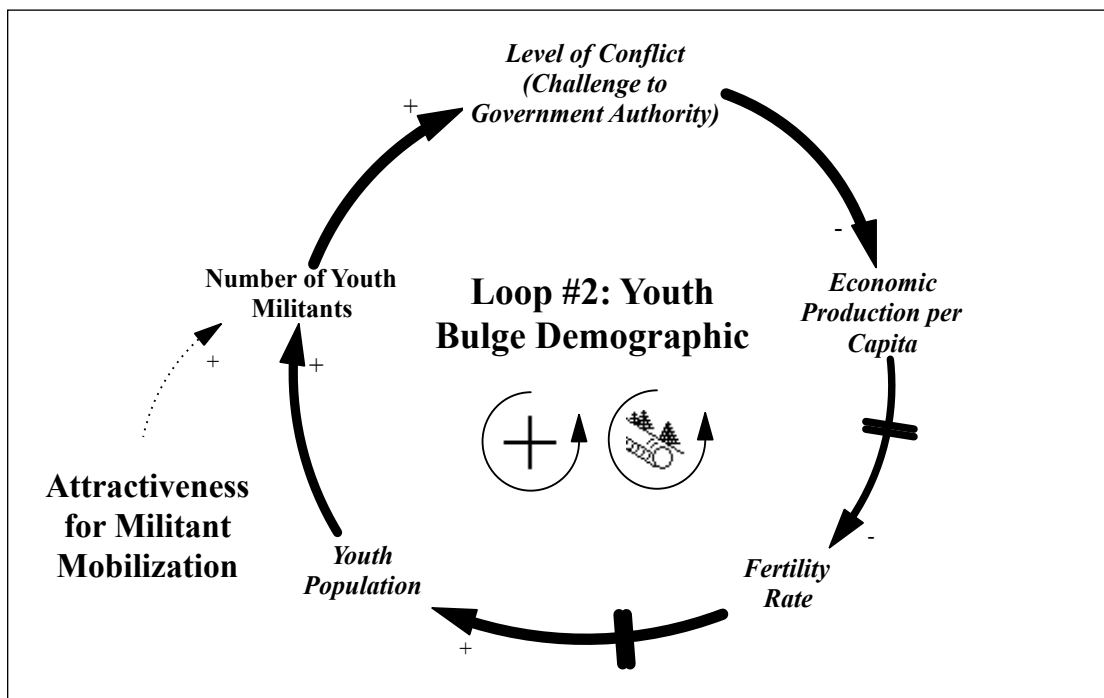 Level of Conflict
(Challenge to
Government Authority)
+
-
Number of Youth
Militants
Loop #2: Youth
Bulge Demographic
Economic
Production per
Capita
+
+
-
Attractiveness
for Militant
Mobilization
Youth
Population
Fertility
Rate
+